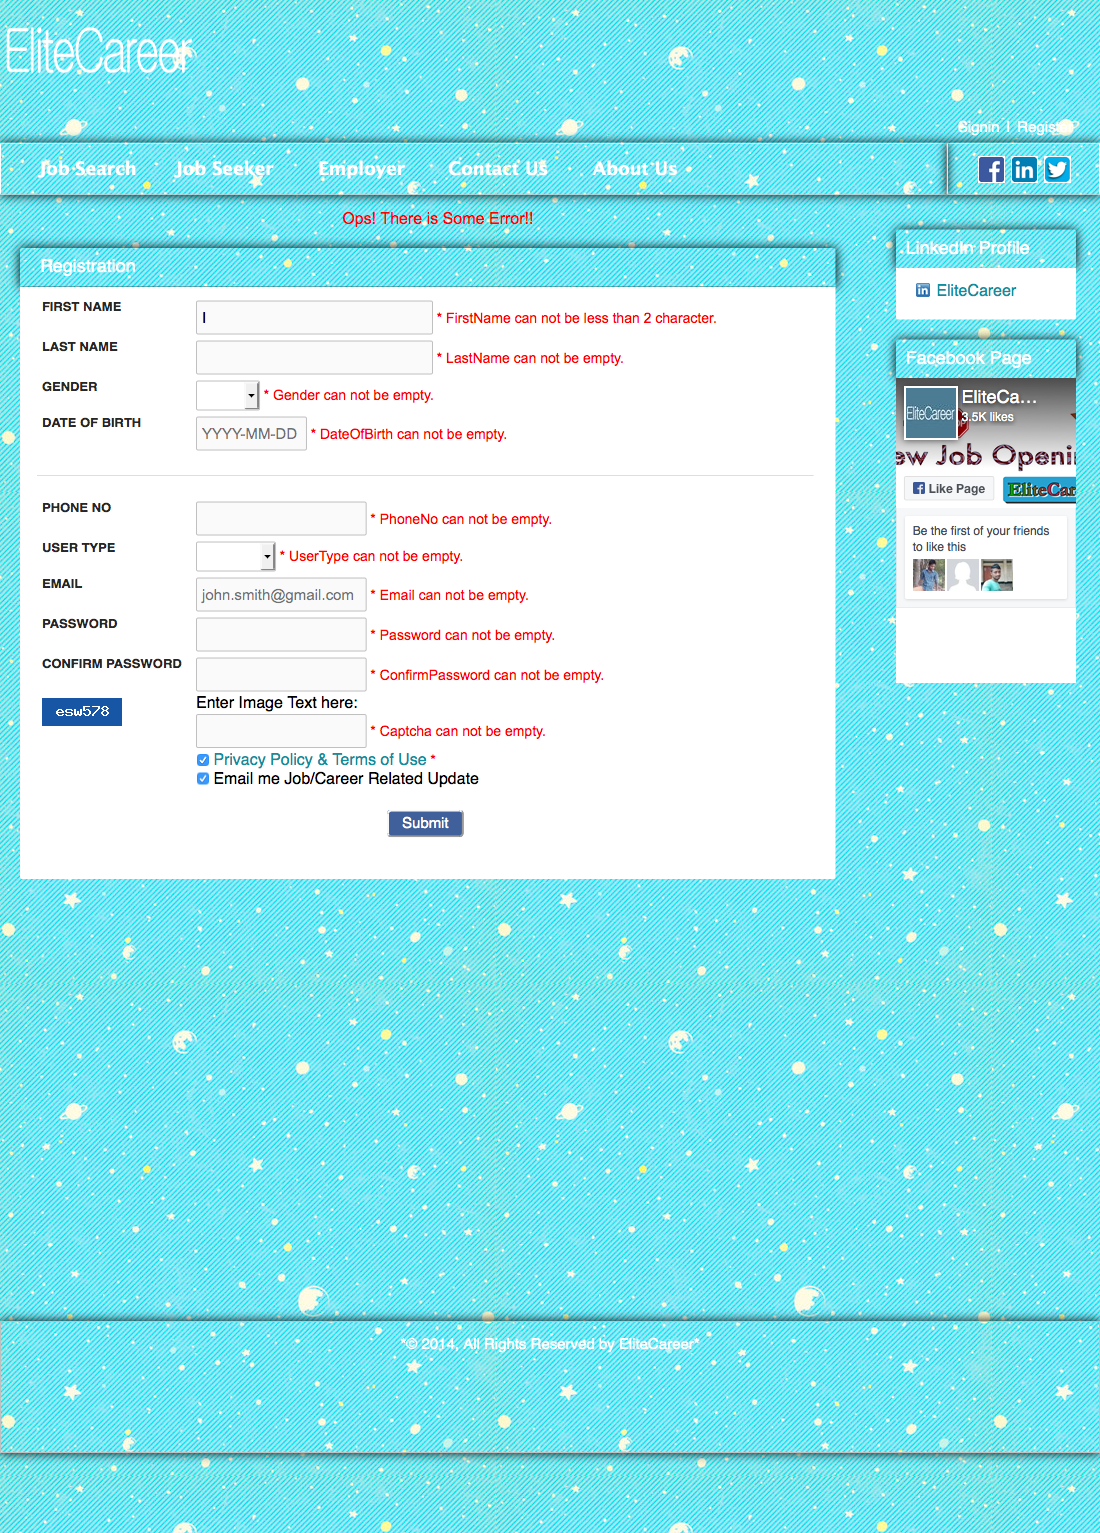 EliteCareer
Signin | Register
Job Search Job Seeker Employer Contact US About Us
Ops! There is Some Error!!
Registration
FIRST NAME I * FirstName can not be less than 2 character.
LAST NAME * LastName can not be empty.
GENDER * Gender can not be empty.
DATE OF BIRTH YYYY-MM-DD * DateOfBirth can not be empty.
PHONE NO * PhoneNo can not be empty.
USER TYPE * UserType can not be empty.
EMAIL john.smith@gmail.com * Email can not be empty.
PASSWORD * Password can not be empty.
CONFIRM PASSWORD * ConfirmPassword can not be empty.
Enter Image Text here:
esw578 * Captcha can not be empty.
Privacy Policy & Terms of Use *
Email me Job/Career Related Update
Submit
LinkedIn Profile
EliteCareer
Facebook Page
EliteCareer
EliteCa...
3.5K likes
ew Job Openi
Like Page
EliteCar
Be the first of your friends
to like this
*© 2014, All Rights Reserved by EliteCareer*